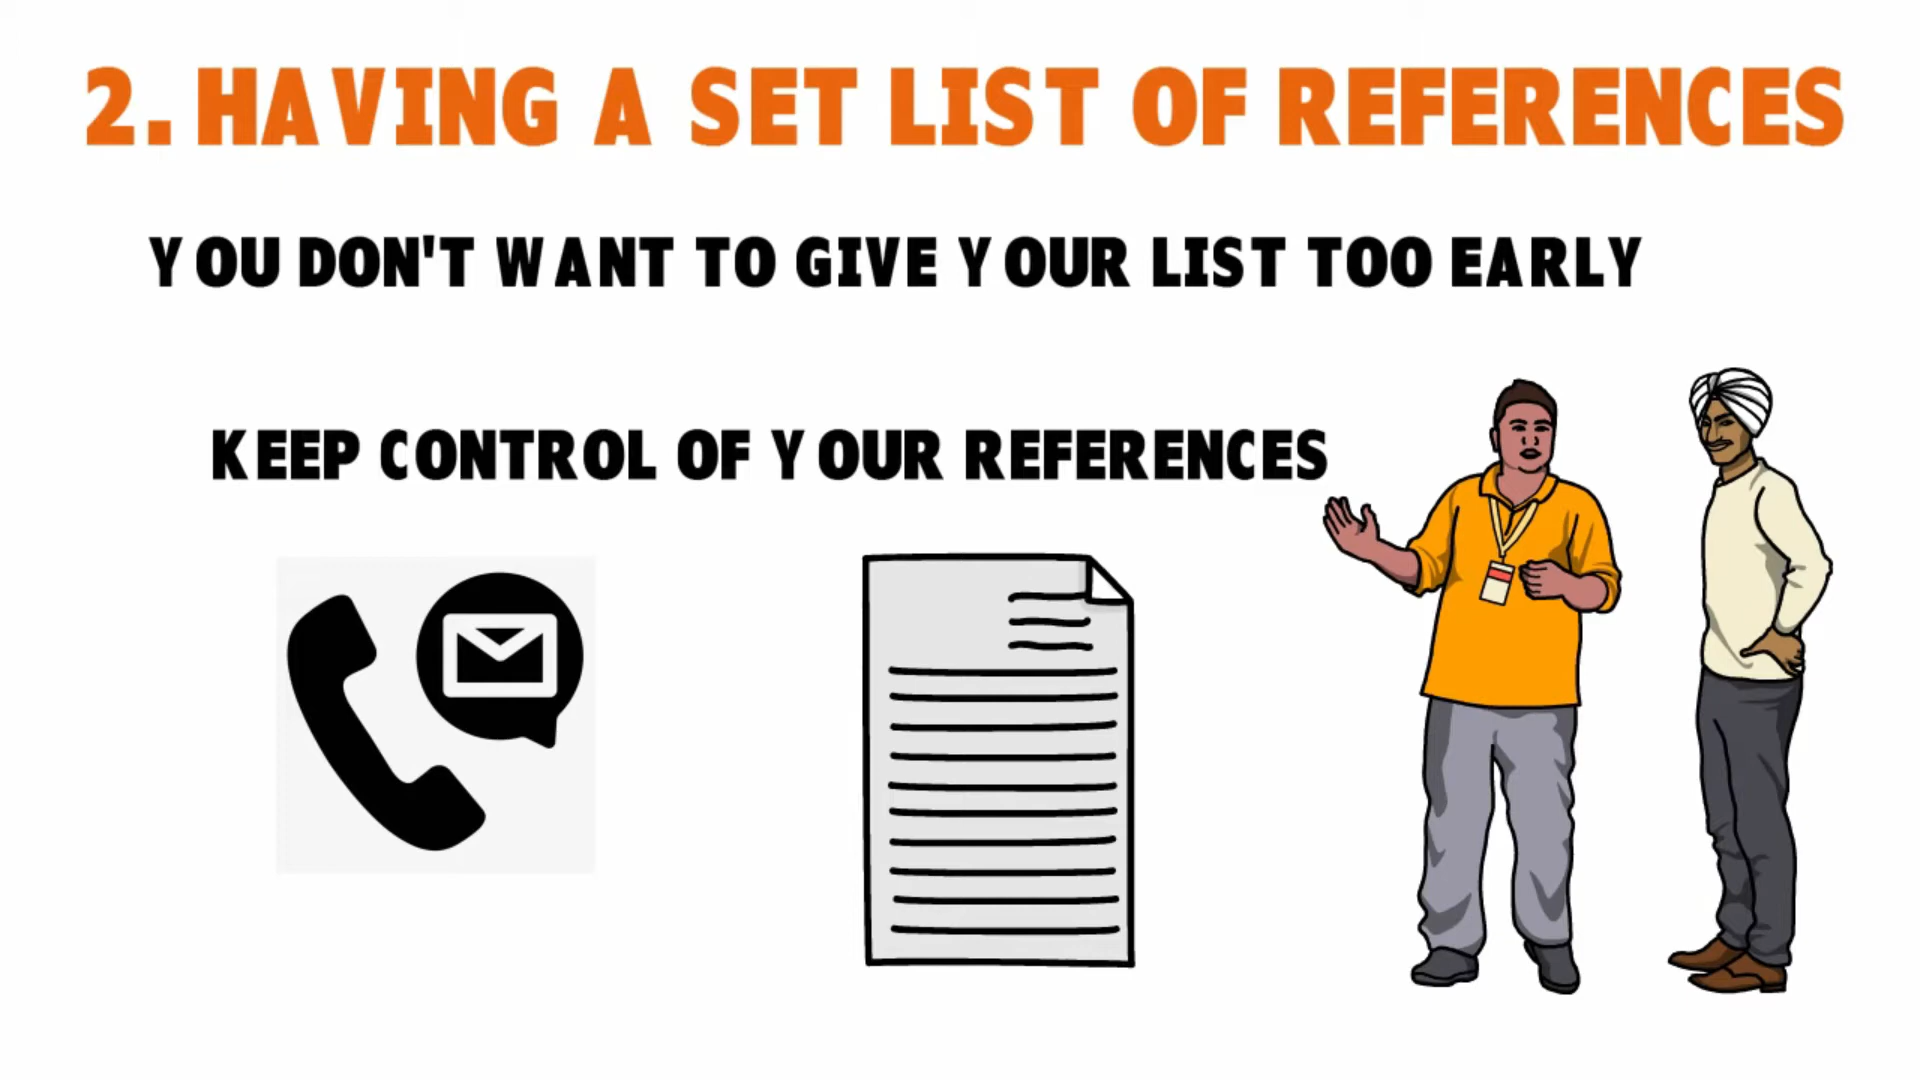 2. HAVING A SET LIST OF REFERENCES
YOU DON'T WANT TO GIVE YOUR LIST TOO EARLY
KEEP CONTROL OF YOUR REFERENCES